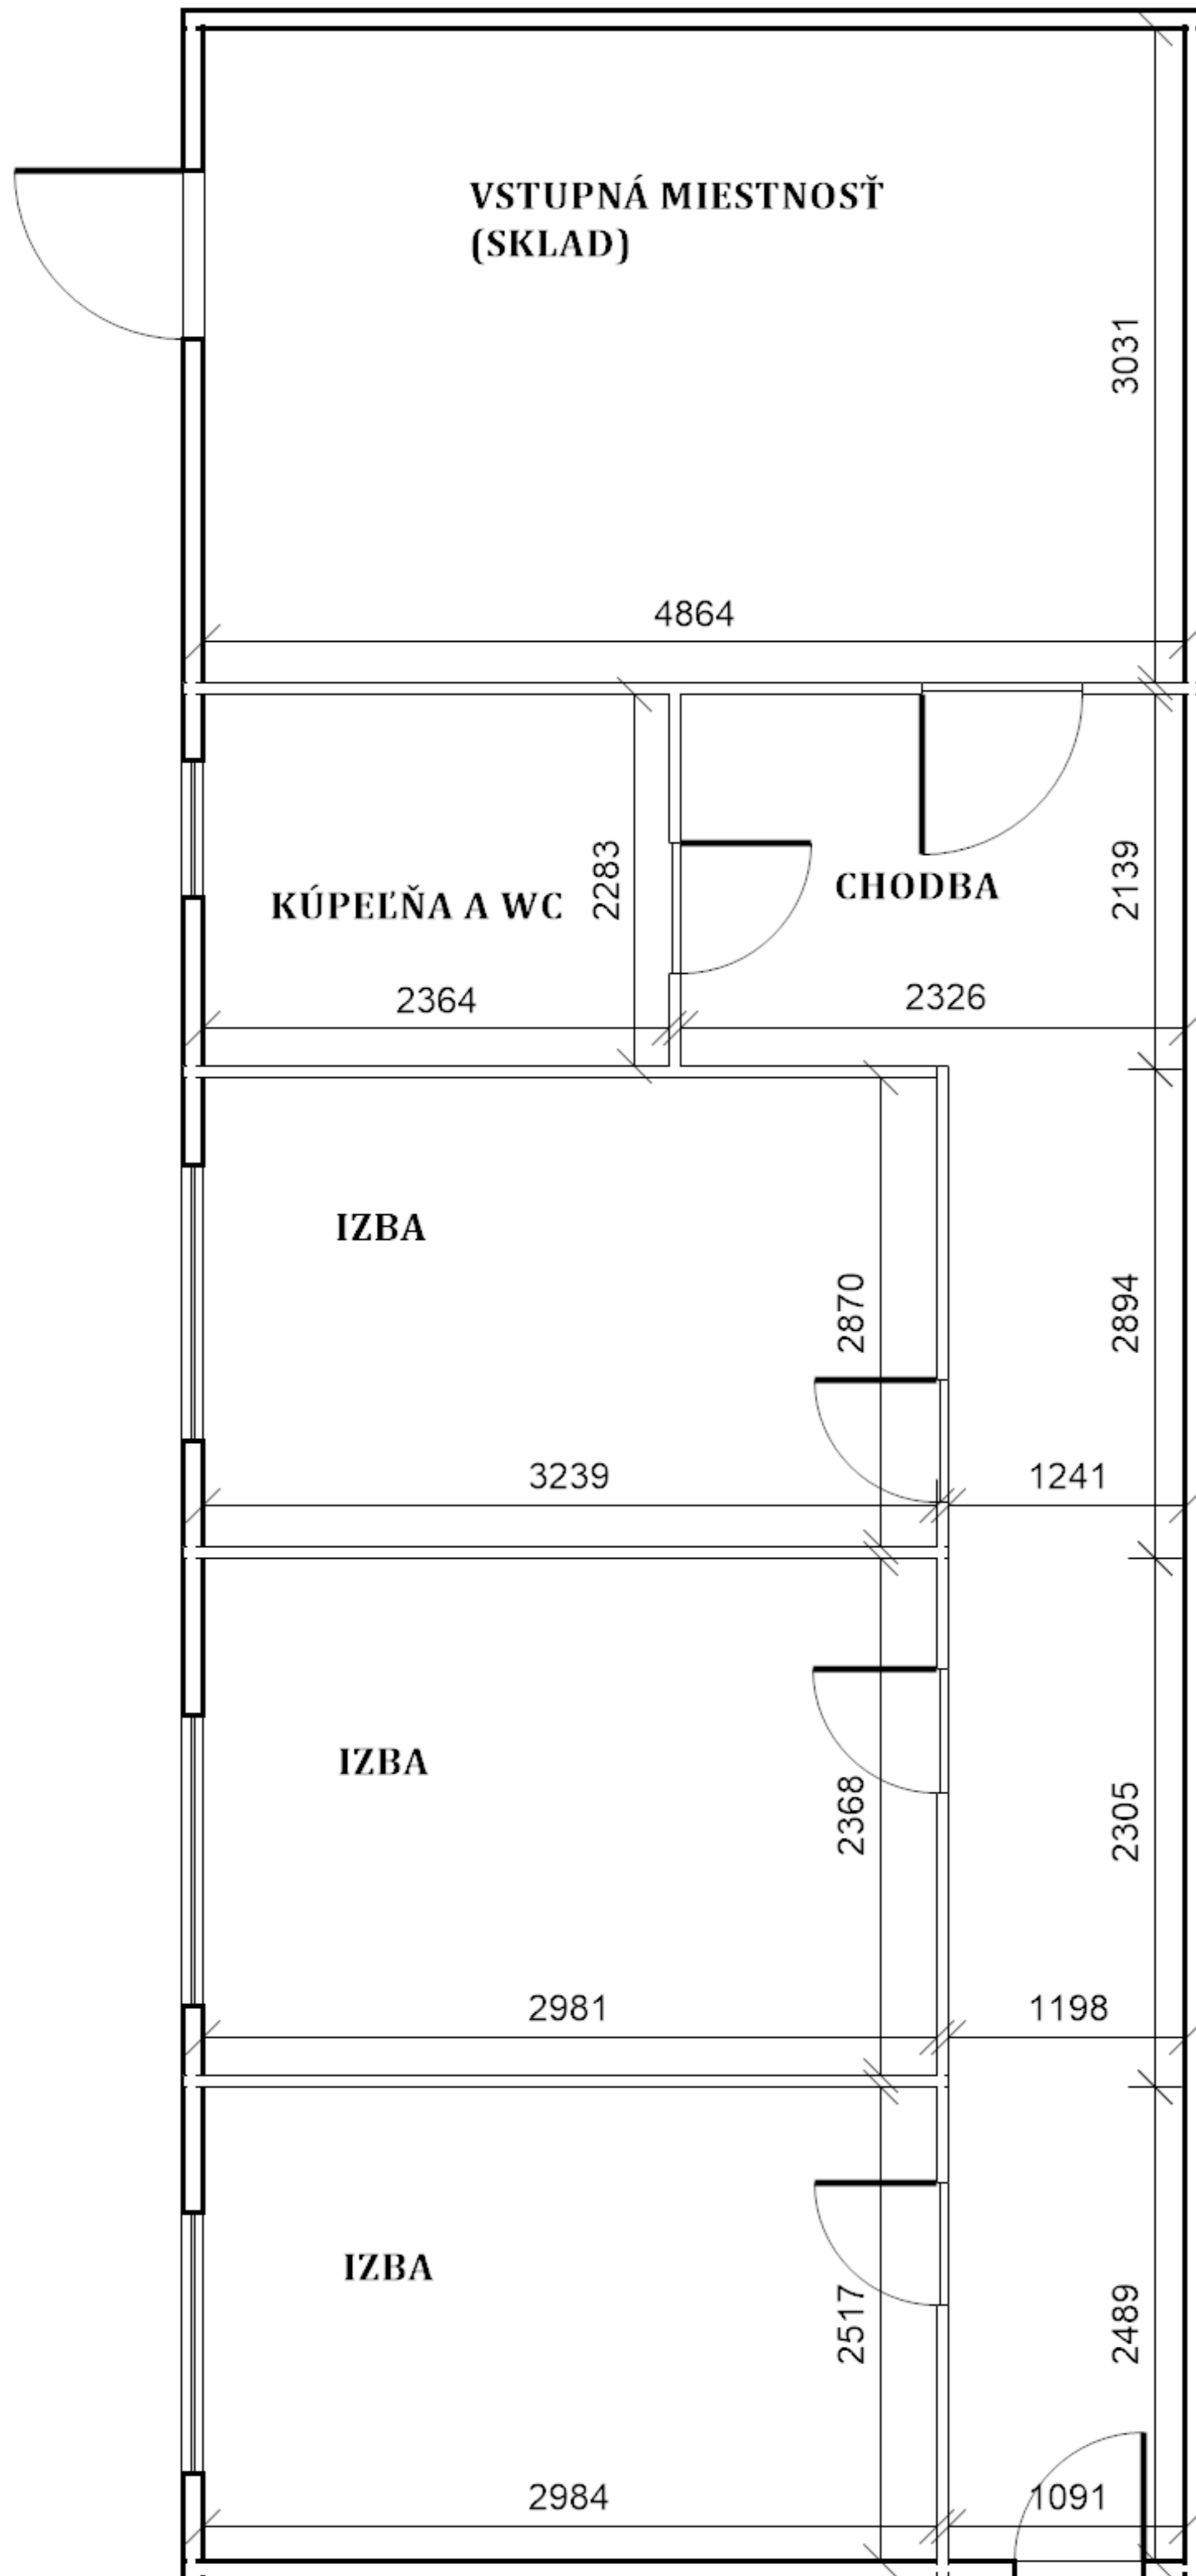 VSTUPNÁ MIESTNOSŤ
(SKLAD)
3031
4864
2283
2139
KÚPEĽŇA A WC
CHODBA
2364
2326
IZBA
2870
2894
3239
1241
IZBA
2368
2305
2981
1198
IZBA
2517
2489
2984
1091